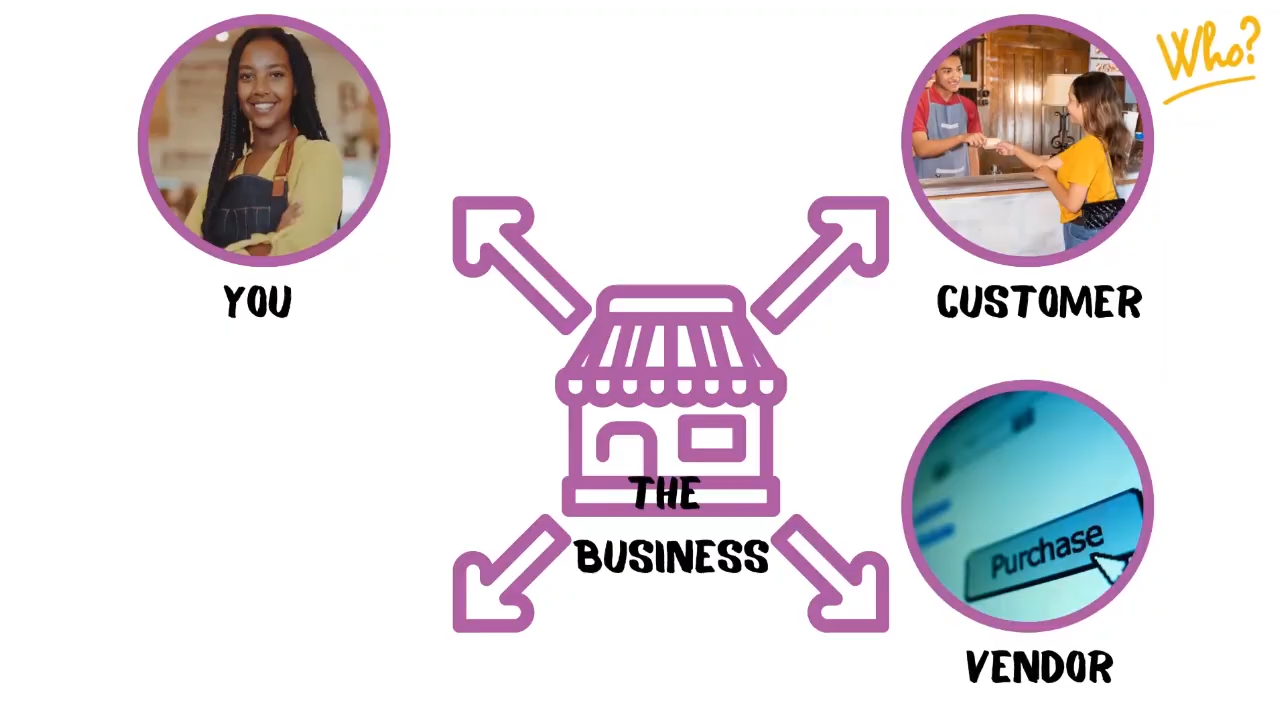 Who?
YOU
CUSTOMER
THE
BUSINESS
Purchase
VENDOR